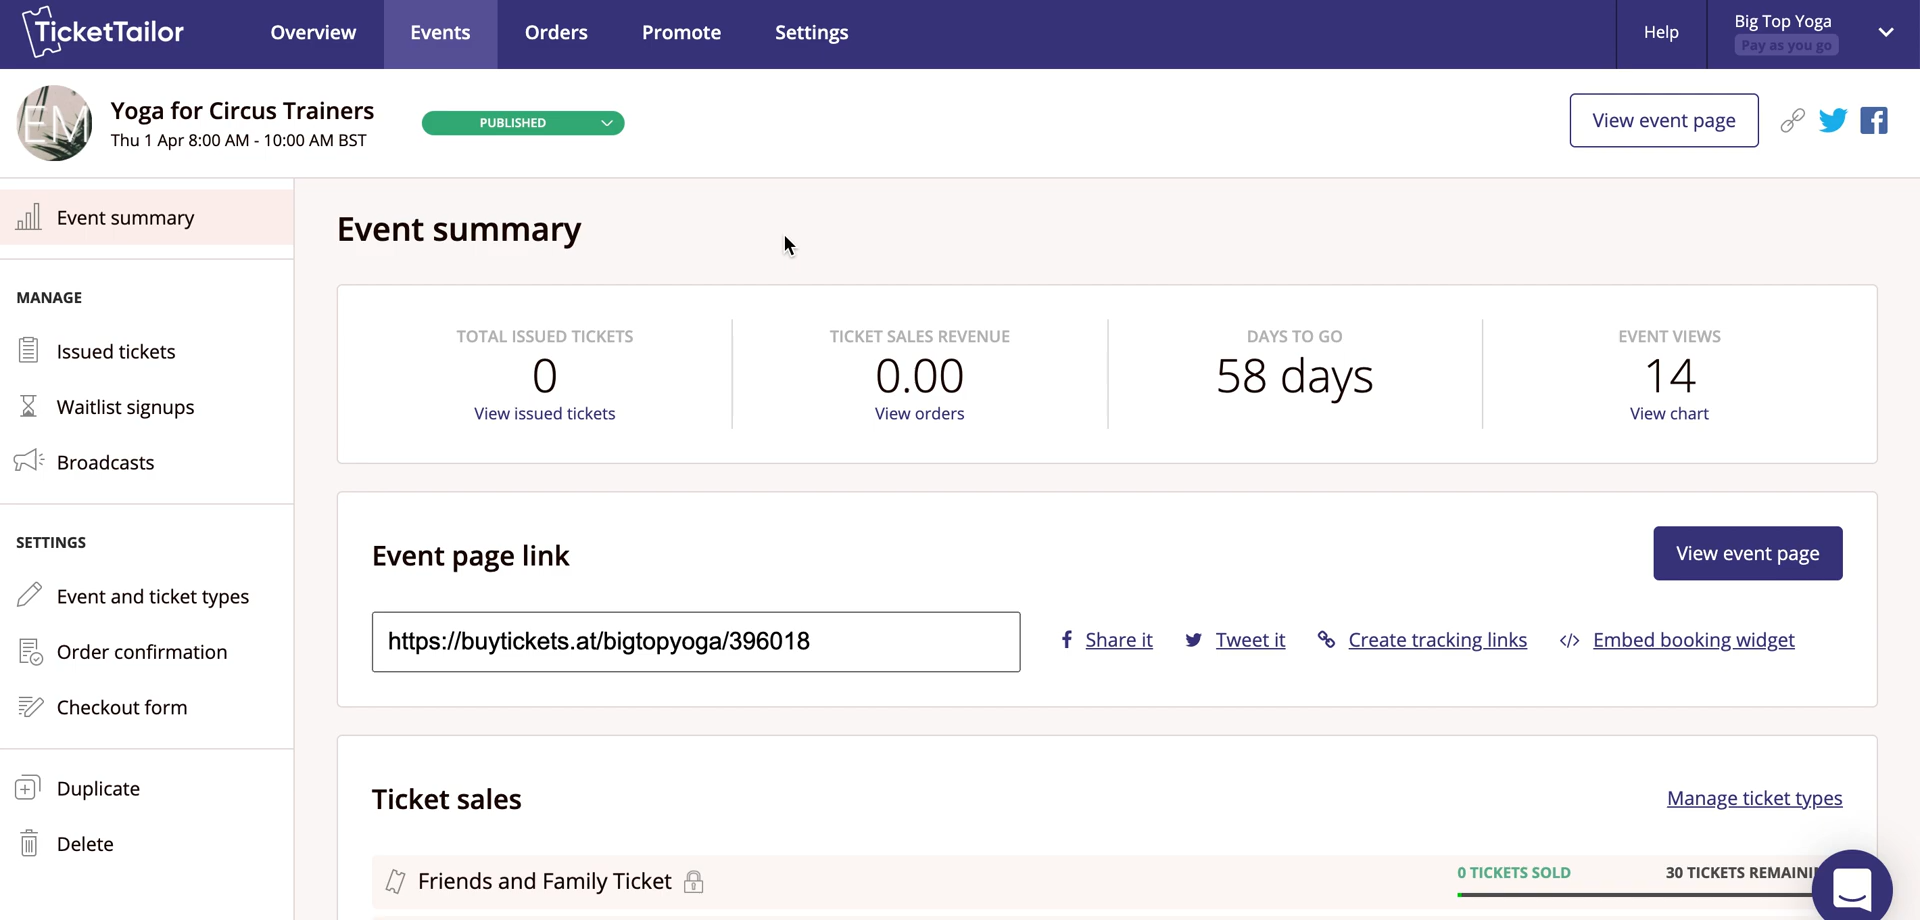 TicketTailor
Overview
Events
Orders
Promote
Settings
Help
Big Top Yoga
Pay as you go
EM
Yoga for Circus Trainers
Thu 1 Apr 8:00 AM - 10:00 AM BST
PUBLISHED
View event page
Event summary
MANAGE
Issued tickets
Waitlist signups
Broadcasts
SETTINGS
Event and ticket types
Order confirmation
Checkout form
Duplicate
Delete
Event summary
TOTAL ISSUED TICKETS
0
View issued tickets
TICKET SALES REVENUE
0.00
View orders
DAYS TO GO
58 days
EVENT VIEWS
14
View chart
Event page link
View event page
https://buytickets.at/bigtopyoga/396018
Share it
Tweet it
Create tracking links
</> Embed booking widget
Ticket sales
Manage ticket types
Friends and Family Ticket
0 TICKETS SOLD
30 TICKETS